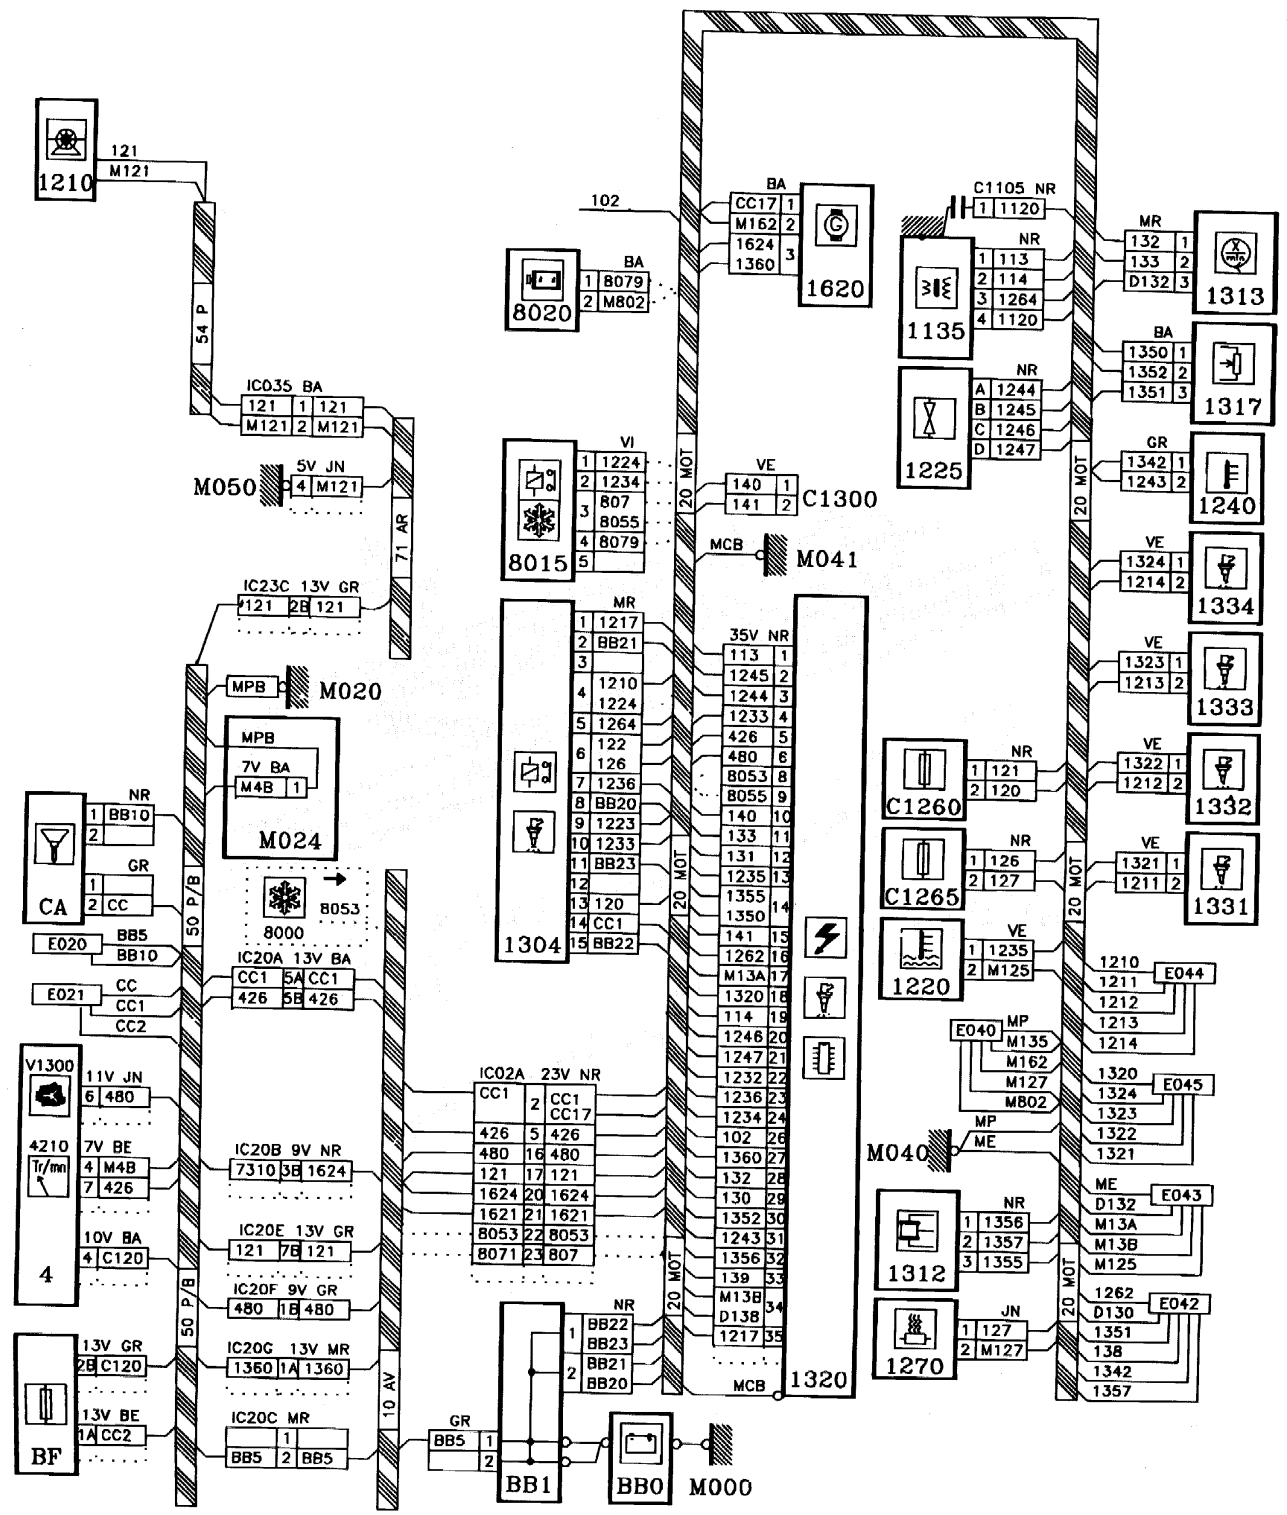 1210
121
M121
54 P
IC035 BA
121 1 121
M121 2 M121
5V JN
M050
4 M121
71 AR
IC23C 13V GR
121 2B 121
MPB
M020
MPB
7V BA
M4B 1
M024
50 P/B
NR
1 BB10
2
GR
1
2 CC
CA
8053
8000
E020
BB5
BB10
E021
CC
CC1
CC2
IC20A 13V BA
CC1 5A CC1
426 5B 426
V1300
11V JN
6 480
4210
Tr/mn
7V BE
4 M4B
7 426
10V BA
4 C120
4
IC20B 9V NR
7310 3B 1624
IC20E 13V GR
121 7B 121
IC20F 9V GR
480 1B 480
IC20G 13V MR
1360 1A 1360
IC20C MR
1
BB5 2 BB5
50 P/B
10 AV
13V GR
2B C120
13V BE
1A CC2
BF
102
BA
CC17 1
M162 2
1624
1360
3
1620
BA
1 8079
2 M802
8020
VI
1 1224
2 1234
3 807
8055
4 8079
5
8015
20 MOT
VE
140 1
141 2
C1300
MCB
M041
MR
1 1217
2 BB21
3
4 1210
1224
5 1264
6 122
126
7 1236
8 BB20
9 1223
10 1233
11 BB23
12
13 120
14 CC1
15 BB22
1304
20 MOT
35V NR
113 1
1245 2
1244 3
1233 4
426 5
480 6
8053 8
8055 9
140 10
133 11
131 12
1235 13
1355
1350
14
141 15
1262 16
M13A 17
1320 18
114 19
1246 20
1247 21
1232 22
1236 23
1234 24
102 26
1360 27
132 28
130 29
1352 30
1243 31
1356 32
139 33
M13B
D138
34
1217 35
MCB
1320
IC02A 23V NR
CC1 2 CC1
CC17
426 5 426
480 16 480
121 17 121
1624 20 1624
1621 21 1621
8053 22 8053
8071 23 807
20 MOT
NR
1 BB22
BB23
2 BB21
BB20
GR
BB5 1
2
BB1
BB0
M000
C1105 NR
1 1120
NR
1 113
2 114
3 1264
4 1120
1135
NR
A 1244
B 1245
C 1246
D 1247
1225
20 MOT
MR
132 1
133 2
D132 3
X
min
1313
BA
1350 1
1352 2
1351 3
1317
GR
1342 1
1243 2
1240
VE
1324 1
1214 2
1334
VE
1323 1
1213 2
1333
VE
1322 1
1212 2
1332
VE
1321 1
1211 2
1331
NR
1 121
2 120
C1260
NR
1 126
2 127
C1265
20 MOT
VE
1 1235
2 M125
1220
1210
1211
1212
1213
1214
E044
E040
MP
M135
M162
M127
M802
1320
1324
1323
1322
1321
E045
M040
MP
ME
ME
D132
M13A
M13B
M125
E043
NR
1 1356
2 1357
3 1355
1312
20 MOT
1262
D130
1351
138
1342
1357
E042
JN
1 127
2 M127
1270
G